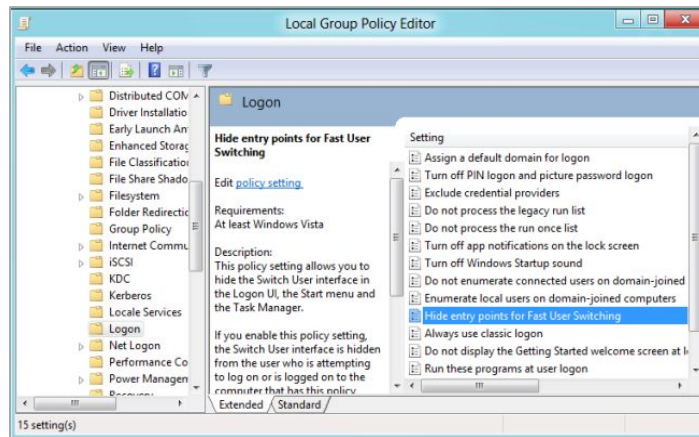 Local Group Policy Editor
File Action View Help
Distributed COM
Driver Installatio
Early Launch An
Enhanced Storag
File Classification
File Share Shado
Filesystem
Folder Redirectic
Group Policy
Internet Commu
iSCSI
KDC
Kerberos
Locale Services
Logon
Net Logon
Performance Co
Power Managem
Recovery
Logon
Hide entry points for Fast User
Switching
Edit policy setting
Requirements:
At least Windows Vista
Description:
This policy setting allows you to
hide the Switch User interface in
the Logon UI, the Start menu and
the Task Manager.
If you enable this policy setting,
the Switch User interface is hidden
from the user who is attempting
to log on or is logged on to the
computer that has this policy
Setting
Assign a default domain for logon
Turn off PIN logon and picture password logon
Exclude credential providers
Do not process the legacy run list
Do not process the run once list
Turn off app notifications on the lock screen
Turn off Windows Startup sound
Do not enumerate connected users on domain-joined
Enumerate local users on domain-joined computers
Hide entry points for Fast User Switching
Always use classic logon
Do not display the Getting Started welcome screen at l
Run these programs at user logon
Extended Standard
15 setting(s)